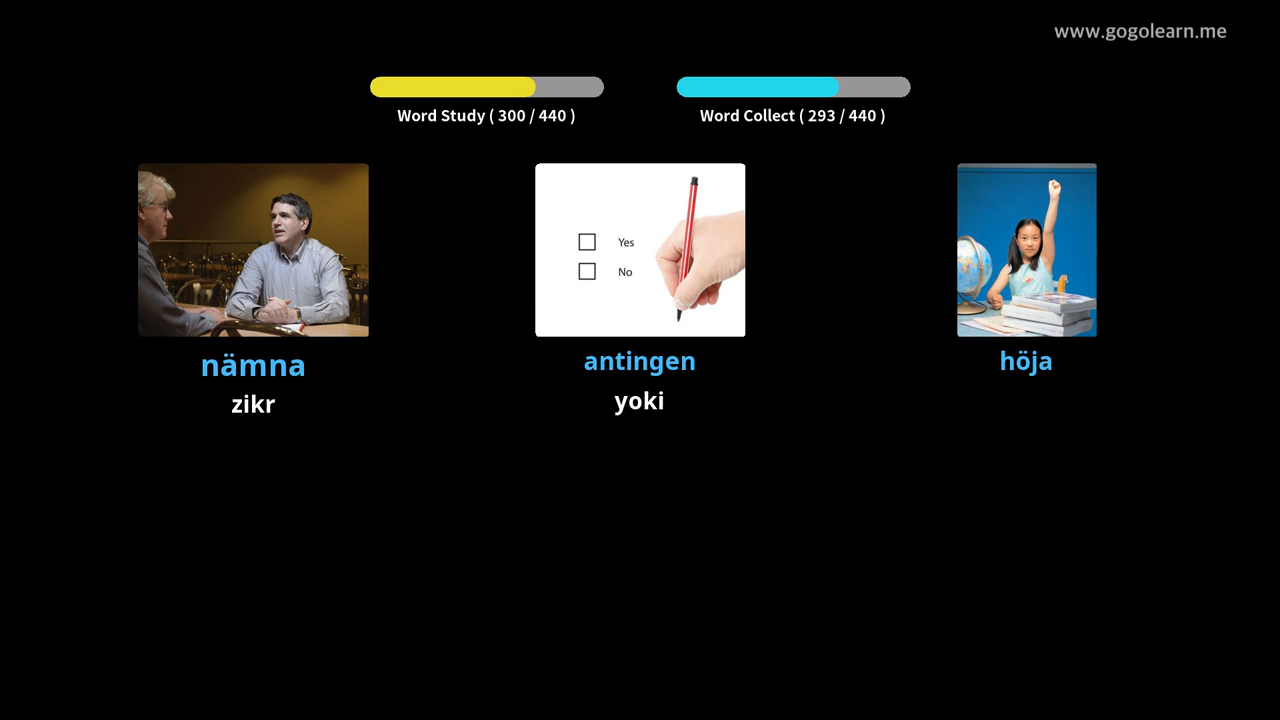 www.gogolearn.me
Word Study ( 300 / 440 )
Word Collect ( 293 / 440 )
Yes
No
nämna
zikr
antingen
yoki
höja